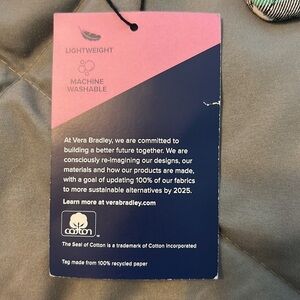 LIGHTWEIGHT
MACHINE
WASHABLE
At Vera Bradley, we are committed to
building a better future together. We are
consciously re-imagining our designs, our
materials and how our products are made,
with a goal of updating 100% of our fabrics
to more sustainable alternatives by 2025.
Learn more at verabradley.com
cotton
The Seal of Cotton is a trademark of Cotton Incorporated
Tag made from 100% recycled paper